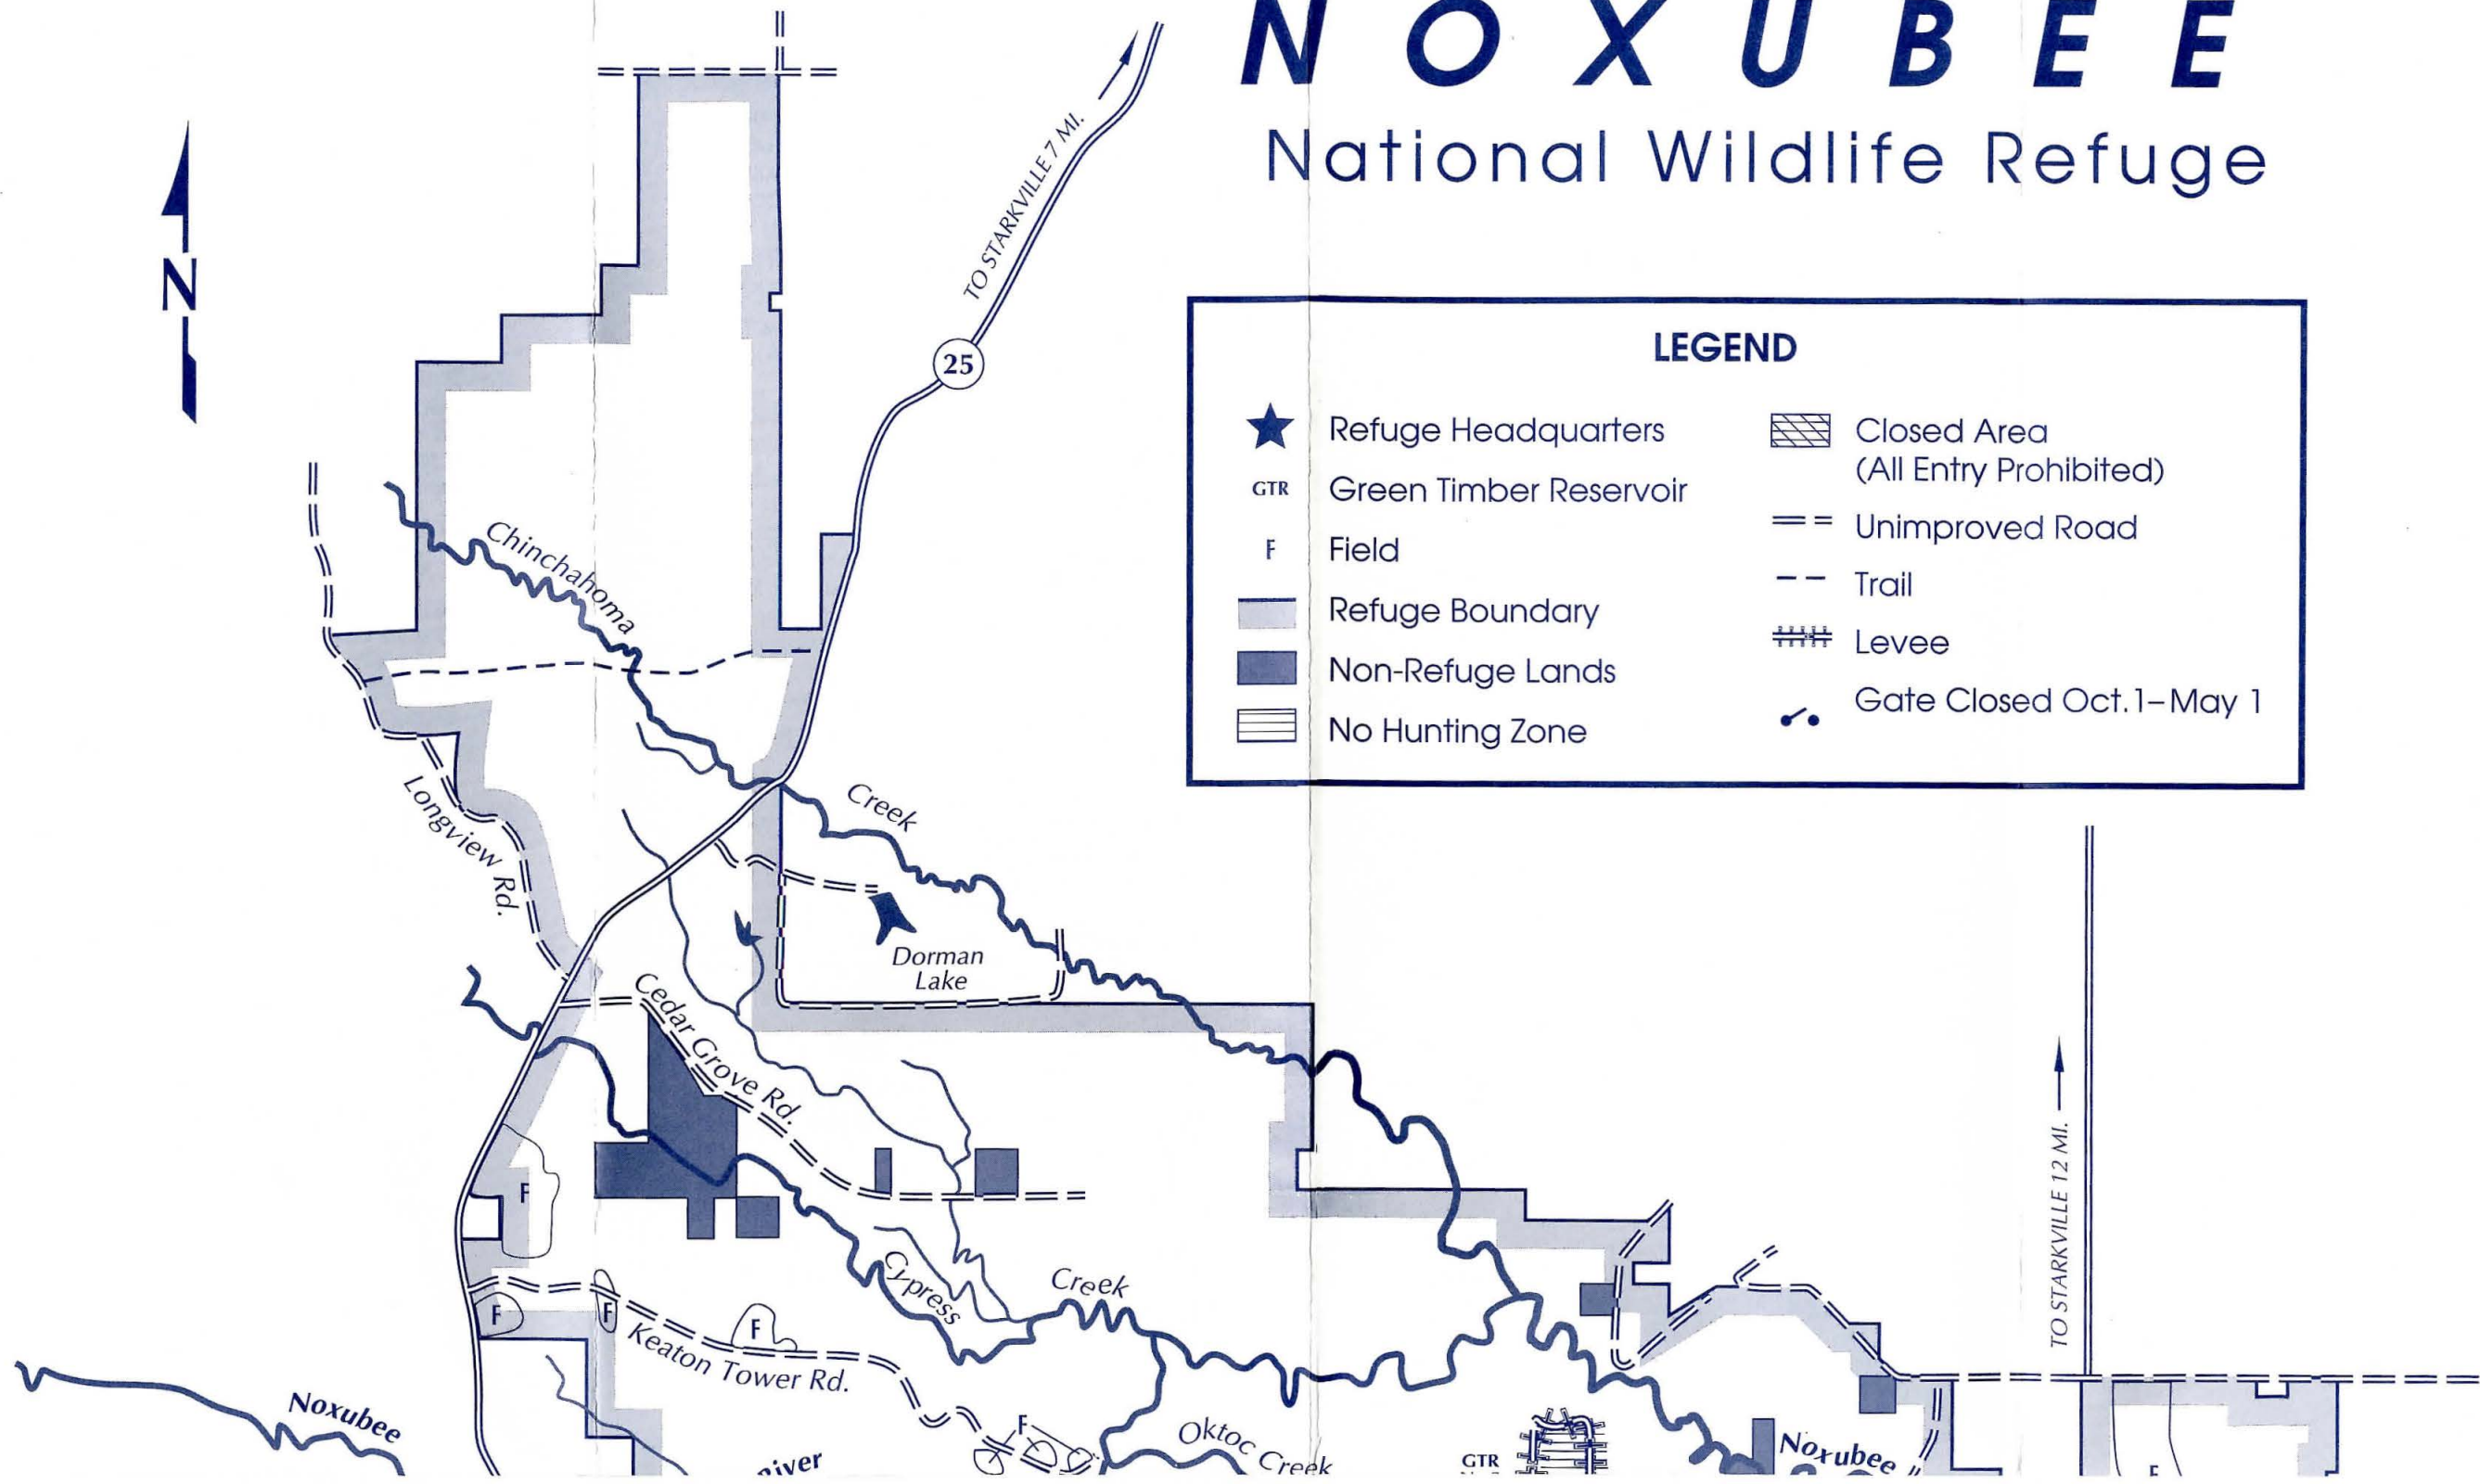 NOXUBEE
National Wildlife Refuge
TO STARKVILLE 7 MI.
N
25
LEGEND
Refuge Headquarters
GTR Green Timber Reservoir
F Field
Refuge Boundary
Non-Refuge Lands
No Hunting Zone
Closed Area
(All Entry Prohibited)
Unimproved Road
Trail
Levee
Gate Closed Oct.1–May 1
Chinchahoma
Creek
Longview Rd.
Dorman
Lake
Cedar Grove Rd.
F
TO STARKVILLE 12 MI.
Cypress
Creek
F
F
F
Keaton Tower Rd.
Noxubee
River
F
Oktoc Creek
GTR
Noxubee
F